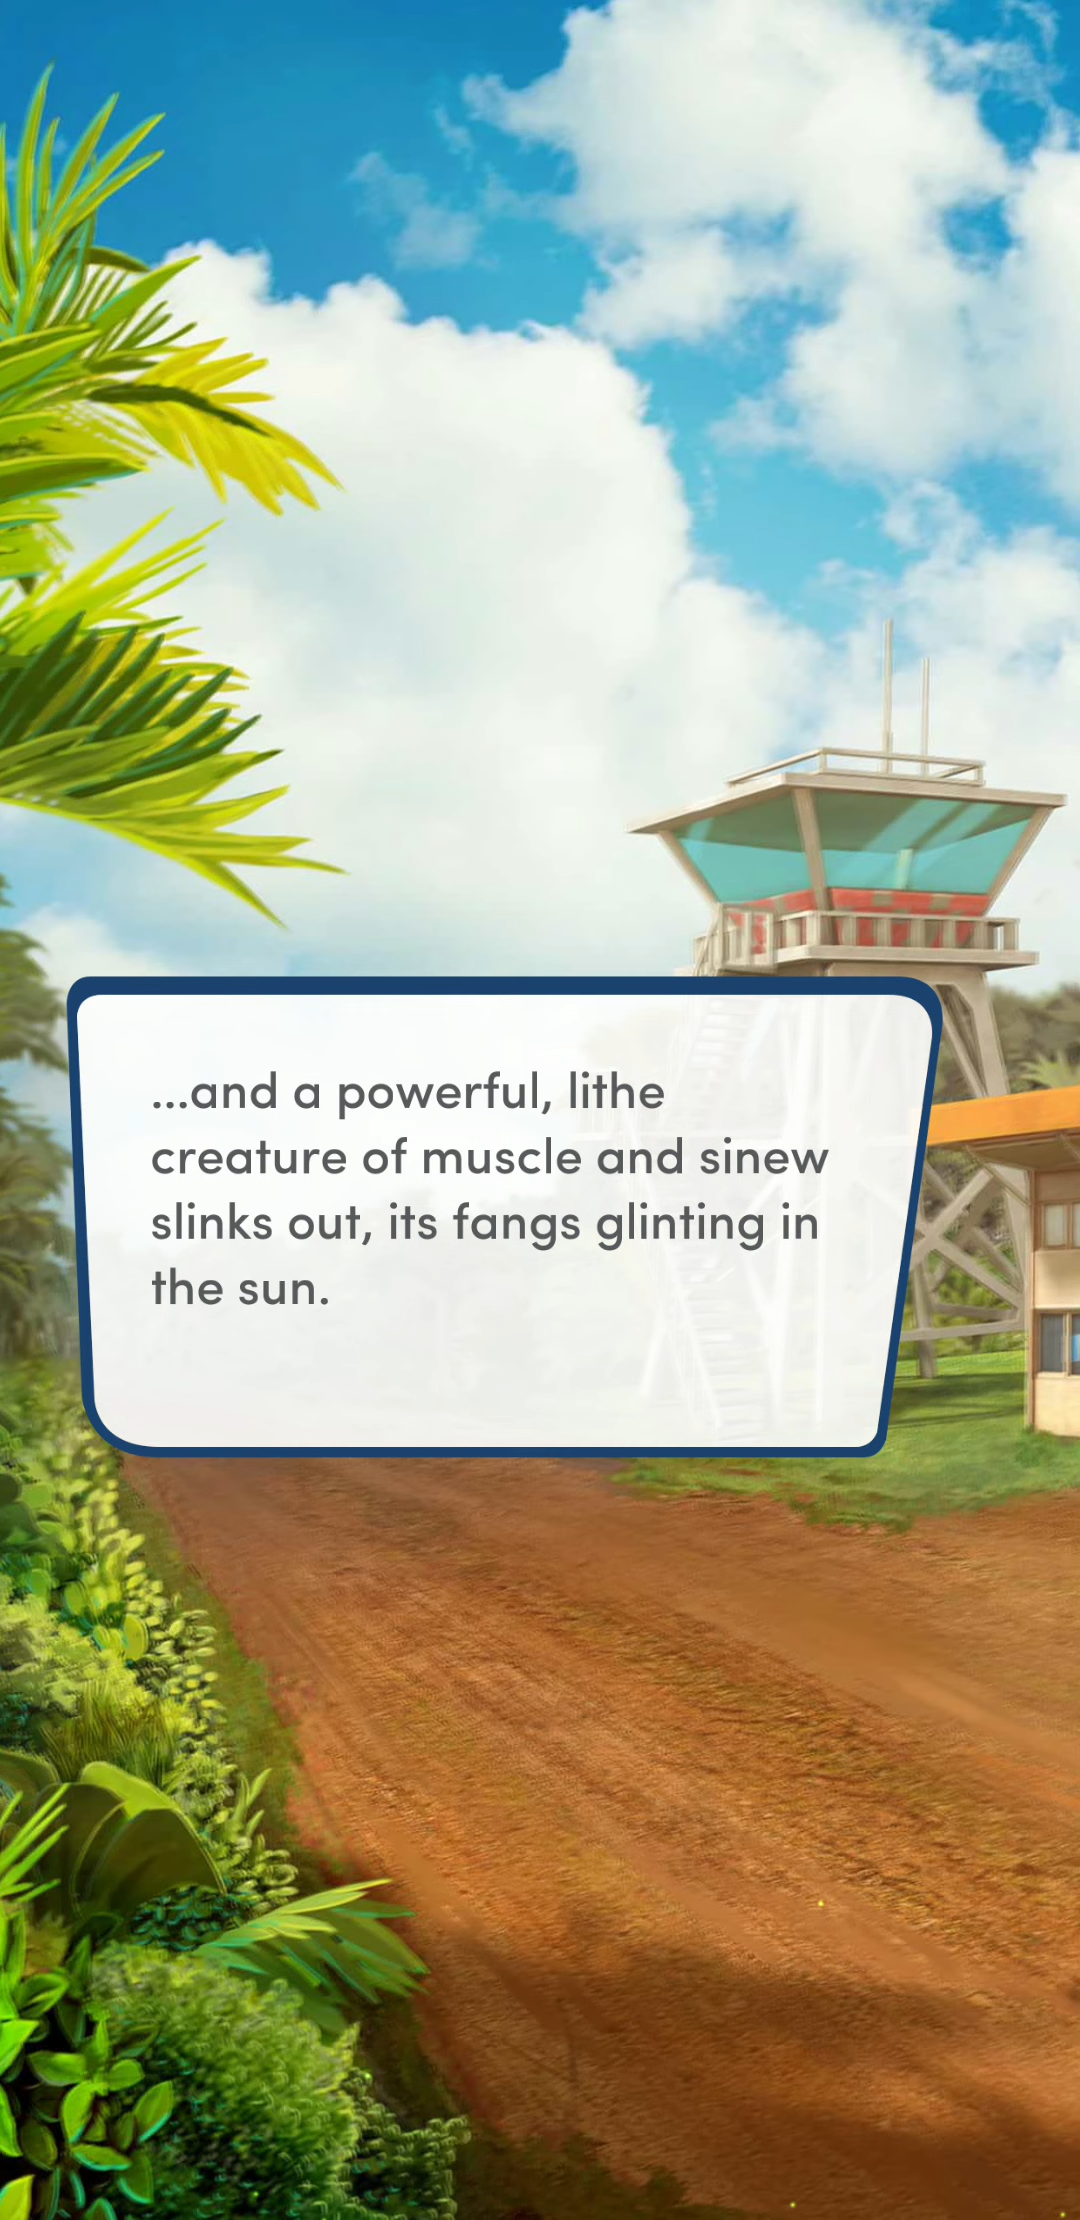 ...and a powerful, lithe
creature of muscle and sinew
slinks out, its fangs glinting in
the sun.